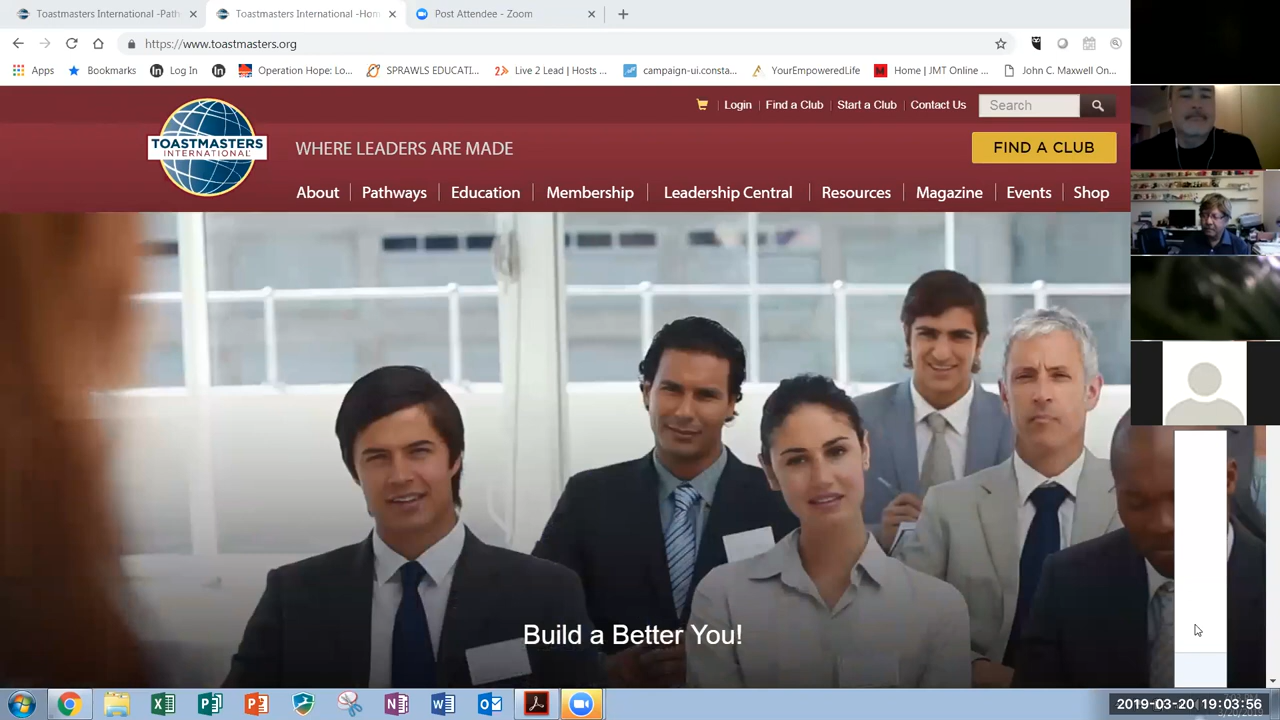 Toastmasters International -Path
Toastmasters International -Hom
Post Attendee - Zoom
https://www.toastmasters.org
Apps
Bookmarks
Log In
Operation Hope: Lo...
SPRAWLS EDUCATI...
Live 2 Lead | Hosts ...
campaign-ui.consta...
YourEmpoweredLife
Home | JMT Online ...
John C. Maxwell On...
Login
Find a Club
Start a Club
Contact Us
Search
TOASTMASTERS
INTERNATIONAL
WHERE LEADERS ARE MADE
FIND A CLUB
About
Pathways
Education
Membership
Leadership Central
Resources
Magazine
Events
Shop
Build a Better You!
2019-03-20 19:03:56